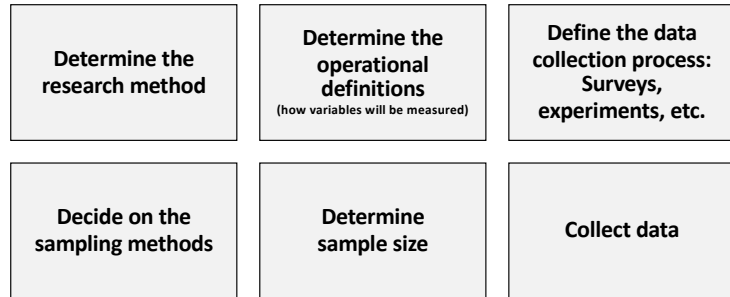 Determine the
research method
Determine the
operational
definitions
(how variables will be measured)
Define the data
collection process:
Surveys,
experiments, etc.
Decide on the
sampling methods
Determine
sample size
Collect data